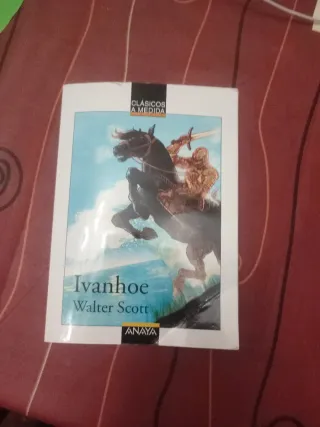 CLÁSICOS
A MEDIDA
Ivanhoe
Walter Scott
ANAYA